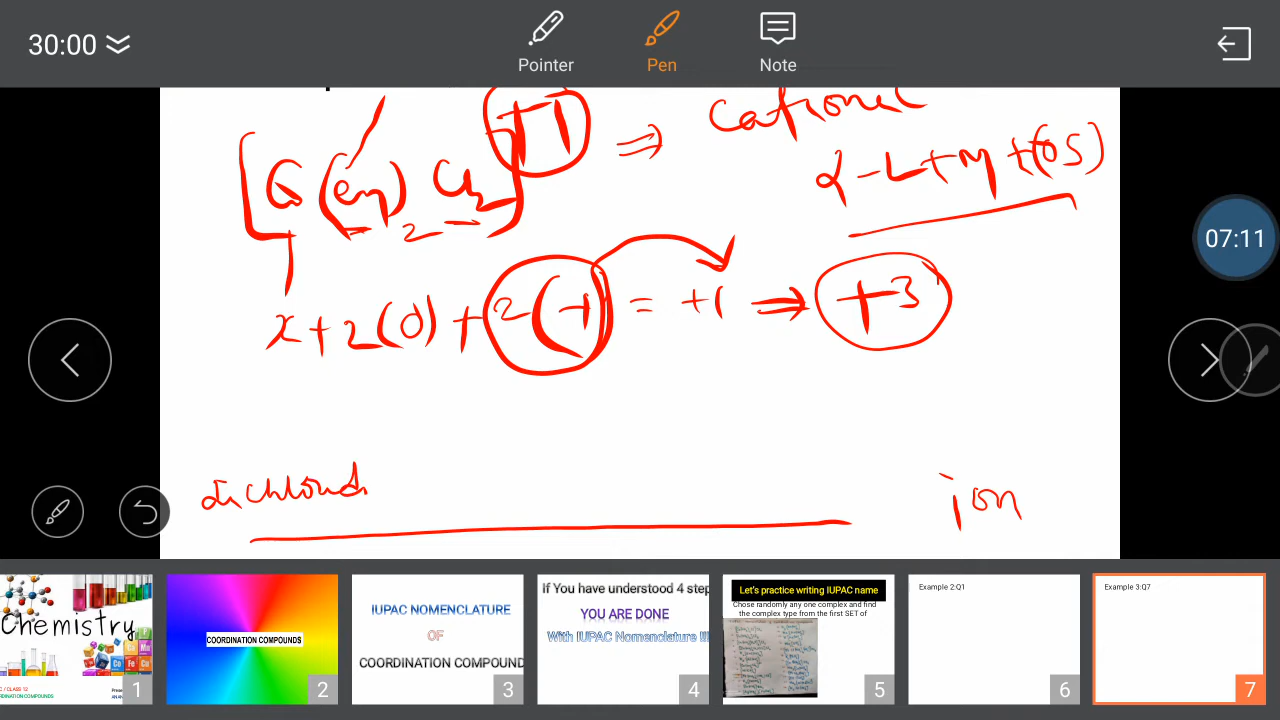 30:00
Pointer
Pen
Note
cationic
+1 ⇒
[Co(en)2Cl2]
α-L+M+(OS)
07:11
x+2(0)+2(-1) = +1 → +3
dichlorido
ion
Chemistry
/ CLASS 12
1
COORDINATION COMPOUNDS
2
IUPAC NOMENCLATURE
OF
COORDINATION COMPOUND
3
If You have understood 4 step
YOU ARE DONE
With IUPAC Nomenclature !!!
4
Let's practice writing IUPAC name
Chose randomly any one complex and find
the complex type from the first SET of
5
Example 2:Q1
6
Example 3:Q7
7